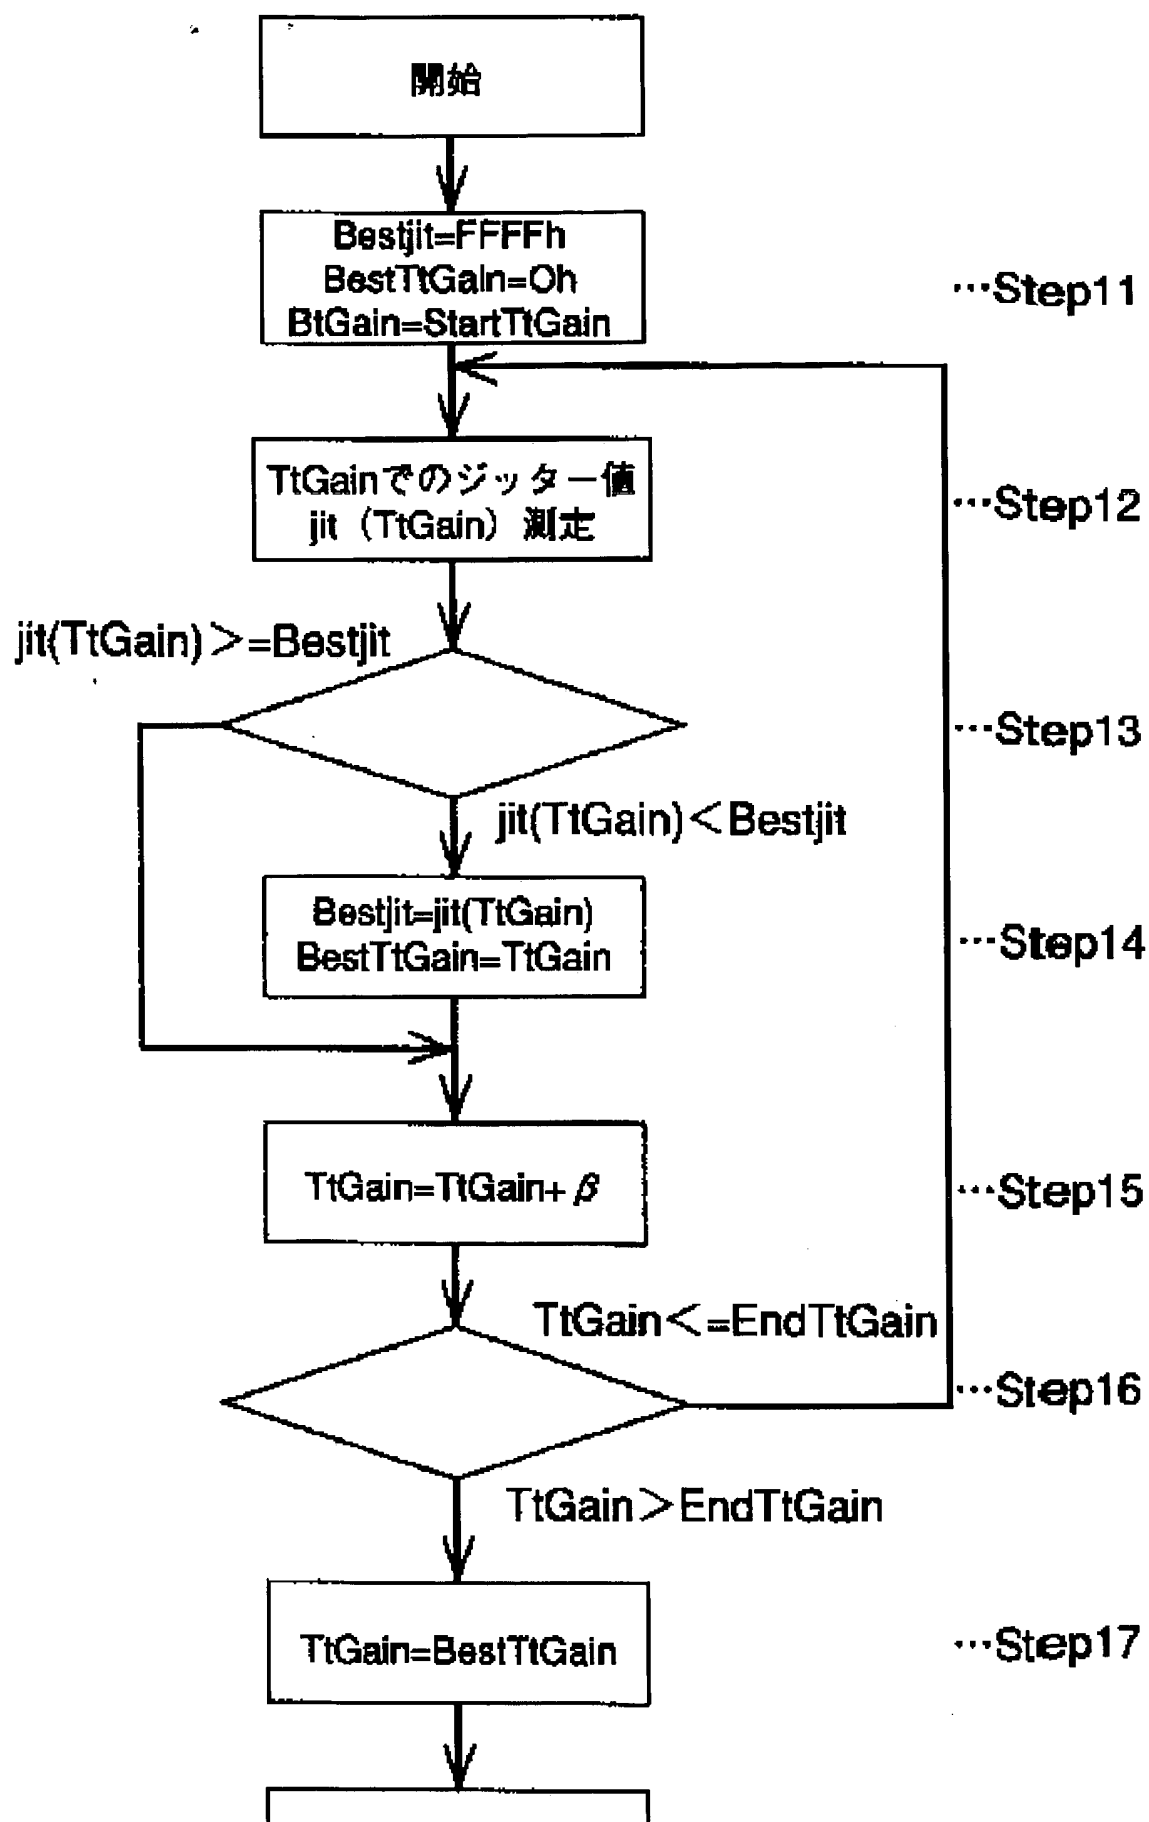 開始
Bestjit=FFFFh
BestTtGain=0h
BtGain=StartTtGain
…Step11
TtGainでのジッター値
jit（TtGain）測定
…Step12
jit(TtGain)>=Bestjit
…Step13
jit(TtGain)<Bestjit
Bestjit=jit(TtGain)
BestTtGain=TtGain
…Step14
TtGain=TtGain+β
…Step15
TtGain<=EndTtGain
…Step16
TtGain>EndTtGain
TtGain=BestTtGain
…Step17